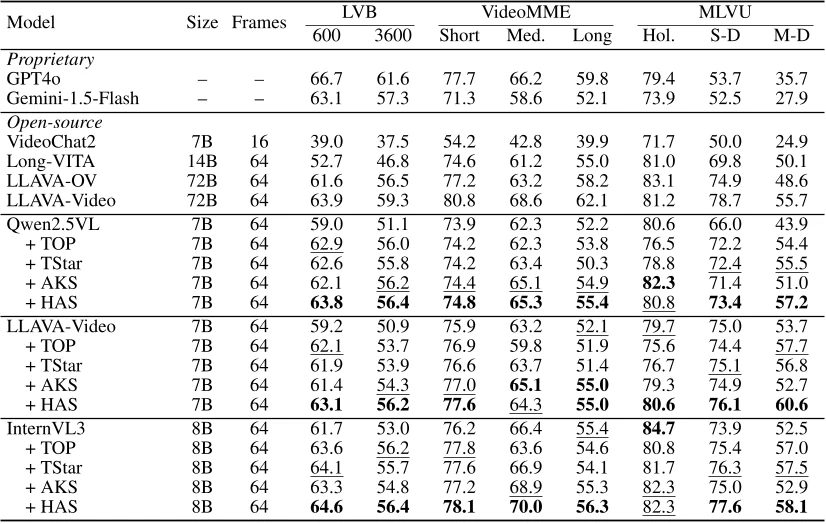 Model Size Frames LVB VideoMME MLVU
600 3600 Short Med. Long Hol. S-D M-D
Proprietary
GPT4o – – 66.7 61.6 77.7 66.2 59.8 79.4 53.7 35.7
Gemini-1.5-Flash – – 63.1 57.3 71.3 58.6 52.1 73.9 52.5 27.9
Open-source
VideoChat2 7B 16 39.0 37.5 54.2 42.8 39.9 71.7 50.0 24.9
Long-VITA 14B 64 52.7 46.8 74.6 61.2 55.0 81.0 69.8 50.1
LLAVA-OV 72B 64 61.6 56.5 77.2 63.2 58.2 83.1 74.9 48.6
LLAVA-Video 72B 64 63.9 59.3 80.8 68.6 62.1 81.2 78.7 55.7
Qwen2.5VL 7B 64 59.0 51.1 73.9 62.3 52.2 80.6 66.0 43.9
+ TOP 7B 64 62.9 56.0 74.2 62.3 53.8 76.5 72.2 54.4
+ TStar 7B 64 62.6 55.8 74.2 63.4 50.3 78.8 72.4 55.5
+ AKS 7B 64 62.1 56.2 74.4 65.1 54.9 82.3 71.4 51.0
+ HAS 7B 64 63.8 56.4 74.8 65.3 55.4 80.8 73.4 57.2
LLAVA-Video 7B 64 59.2 50.9 75.9 63.2 52.1 79.7 75.0 53.7
+ TOP 7B 64 62.1 53.7 76.9 59.8 51.9 75.6 74.4 57.7
+ TStar 7B 64 61.9 53.9 76.6 63.7 51.4 76.7 75.1 56.8
+ AKS 7B 64 61.4 54.3 77.0 65.1 55.0 79.3 74.9 52.7
+ HAS 7B 64 63.1 56.2 77.6 64.3 55.0 80.6 76.1 60.6
InternVL3 8B 64 61.7 53.0 76.2 66.4 55.4 84.7 73.9 52.5
+ TOP 8B 64 63.6 56.2 77.8 63.6 54.6 80.8 75.4 57.0
+ TStar 8B 64 64.1 55.7 77.6 66.9 54.1 81.7 76.3 57.5
+ AKS 8B 64 63.3 54.8 77.2 68.9 55.3 82.3 75.0 52.9
+ HAS 8B 64 64.6 56.4 78.1 70.0 56.3 82.3 77.6 58.1